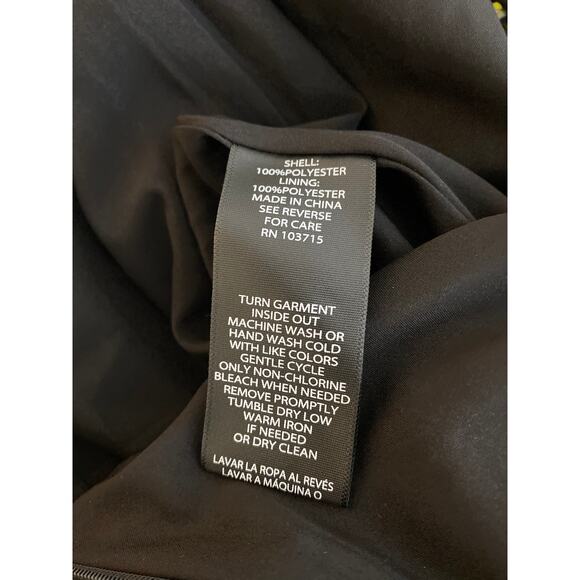 SHELL:
100%POLYESTER
LINING:
100%POLYESTER
MADE IN CHINA
SEE REVERSE
FOR CARE
RN 103715
TURN GARMENT
INSIDE OUT
MACHINE WASH OR
HAND WASH COLD
WITH LIKE COLORS
GENTLE CYCLE
ONLY NON-CHLORINE
BLEACH WHEN NEEDED
REMOVE PROMPTLY
TUMBLE DRY LOW
WARM IRON
IF NEEDED
OR DRY CLEAN
LAVAR LA ROPA AL REVÉS
LAVAR A MÁQUINA O